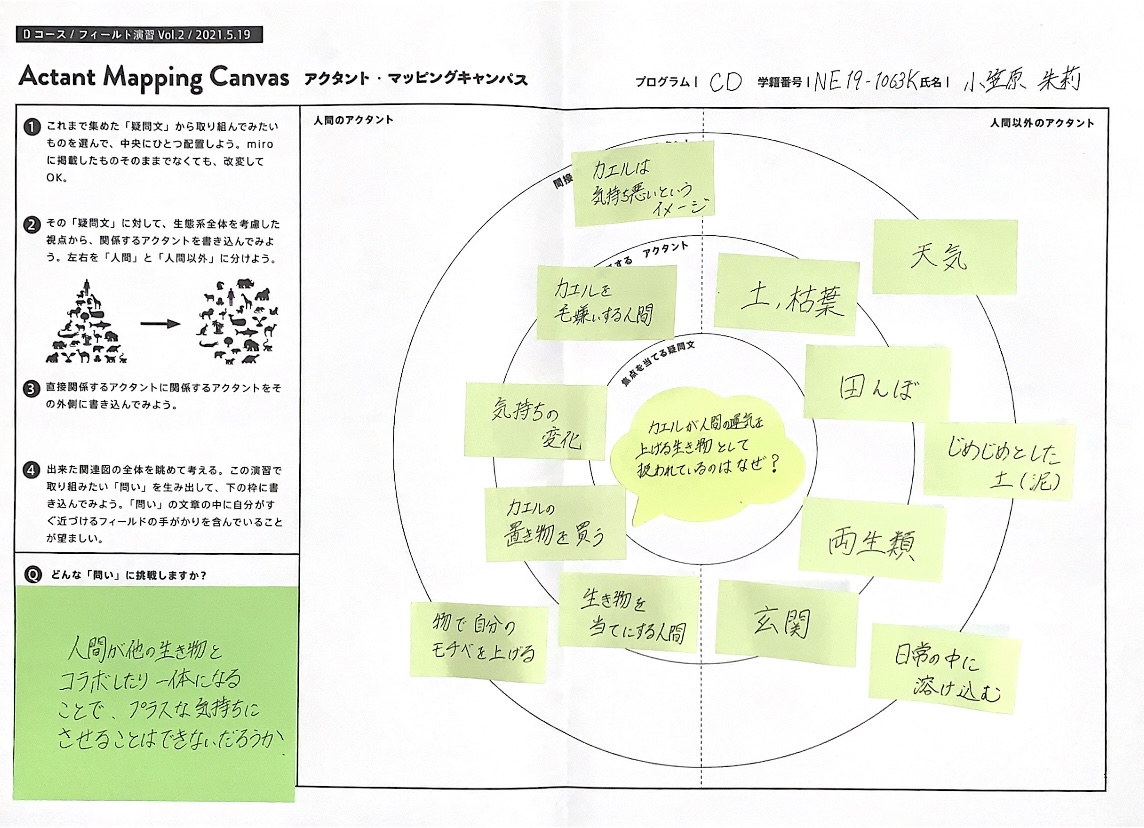 Dコース / フィールド演習 Vol.2 / 2021.5.19
Actant Mapping Canvas アクタント・マッピングキャンバス
プログラム | CD 学籍番号 | NE19-1063K 氏名 | 小笠原 朱莉
1 これまで集めた「疑問文」から取り組んでみたい
ものを選んで、中央にひとつ配置しよう。miro
に掲載したものそのままでなくても、改変して
OK。
2 その「疑問文」に対して、生態系全体を考慮した
視点から、関係するアクタントを書き込んでみよ
う。左右を「人間」と「人間以外」に分けよう。
3 直接関係するアクタントに関係するアクタントをそ
の外側に書き込んでみよう。
4 出来た関連図の全体を眺めて考える。この演習で
取り組みたい「問い」を生み出して、下の枠に書
き込んでみよう。「問い」の文章の中に自分がす
ぐ近づけるフィールドの手がかりを含んでいること
が望ましい。
Q どんな「問い」に挑戦しますか?
人間が他の生き物と
コラボしたり一体になる
ことで、プラスな気持ちに
させることはできないだろうか.
人間のアクタント
人間以外のアクタント
間接
カエルは
気持ち悪いという
イメージ
する アクタント
カエルを
毛嫌いする人間
土,枯葉
天気
焦点を当てる疑問文
田んぼ
気持ちの
変化
カエルが人間の運気を
上げる生き物として
扱われているのはなぜ?
じめじめとした
土(泥)
カエルの
置き物を買う
両生類
生き物を
当てにする人間
玄関
物で自分の
モチベを上げる
日常の中に
溶け込む